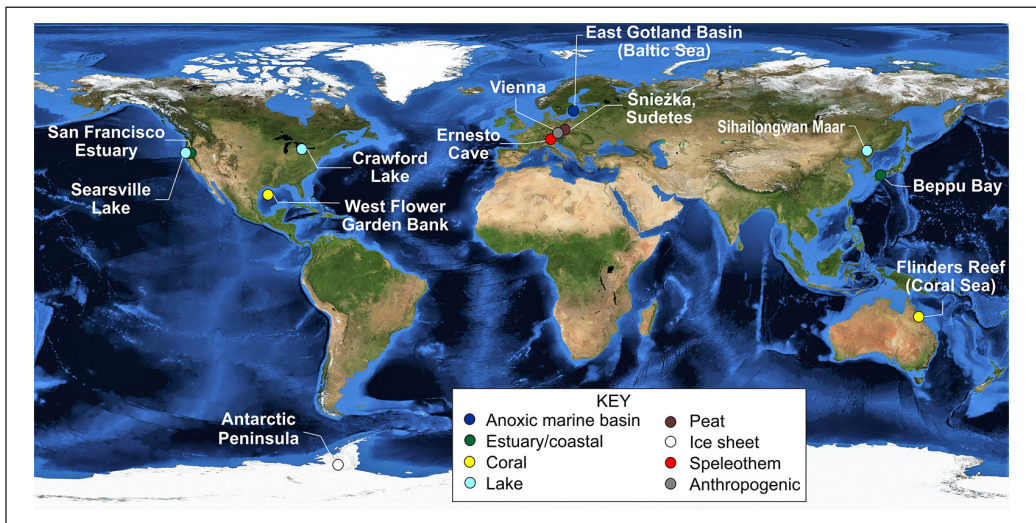 East Gotland Basin
(Baltic Sea)
Vienna
Śnieżka,
Sudetes
San Francisco
Estuary
Ernesto
Cave
Sihailongwan Maar
Crawford
Lake
Searsville
Lake
Beppu Bay
West Flower
Garden Bank
Flinders Reef
(Coral Sea)
Antarctic
Peninsula
KEY
Anoxic marine basin
Estuary/coastal
Coral
Lake
Peat
Ice sheet
Speleothem
Anthropogenic